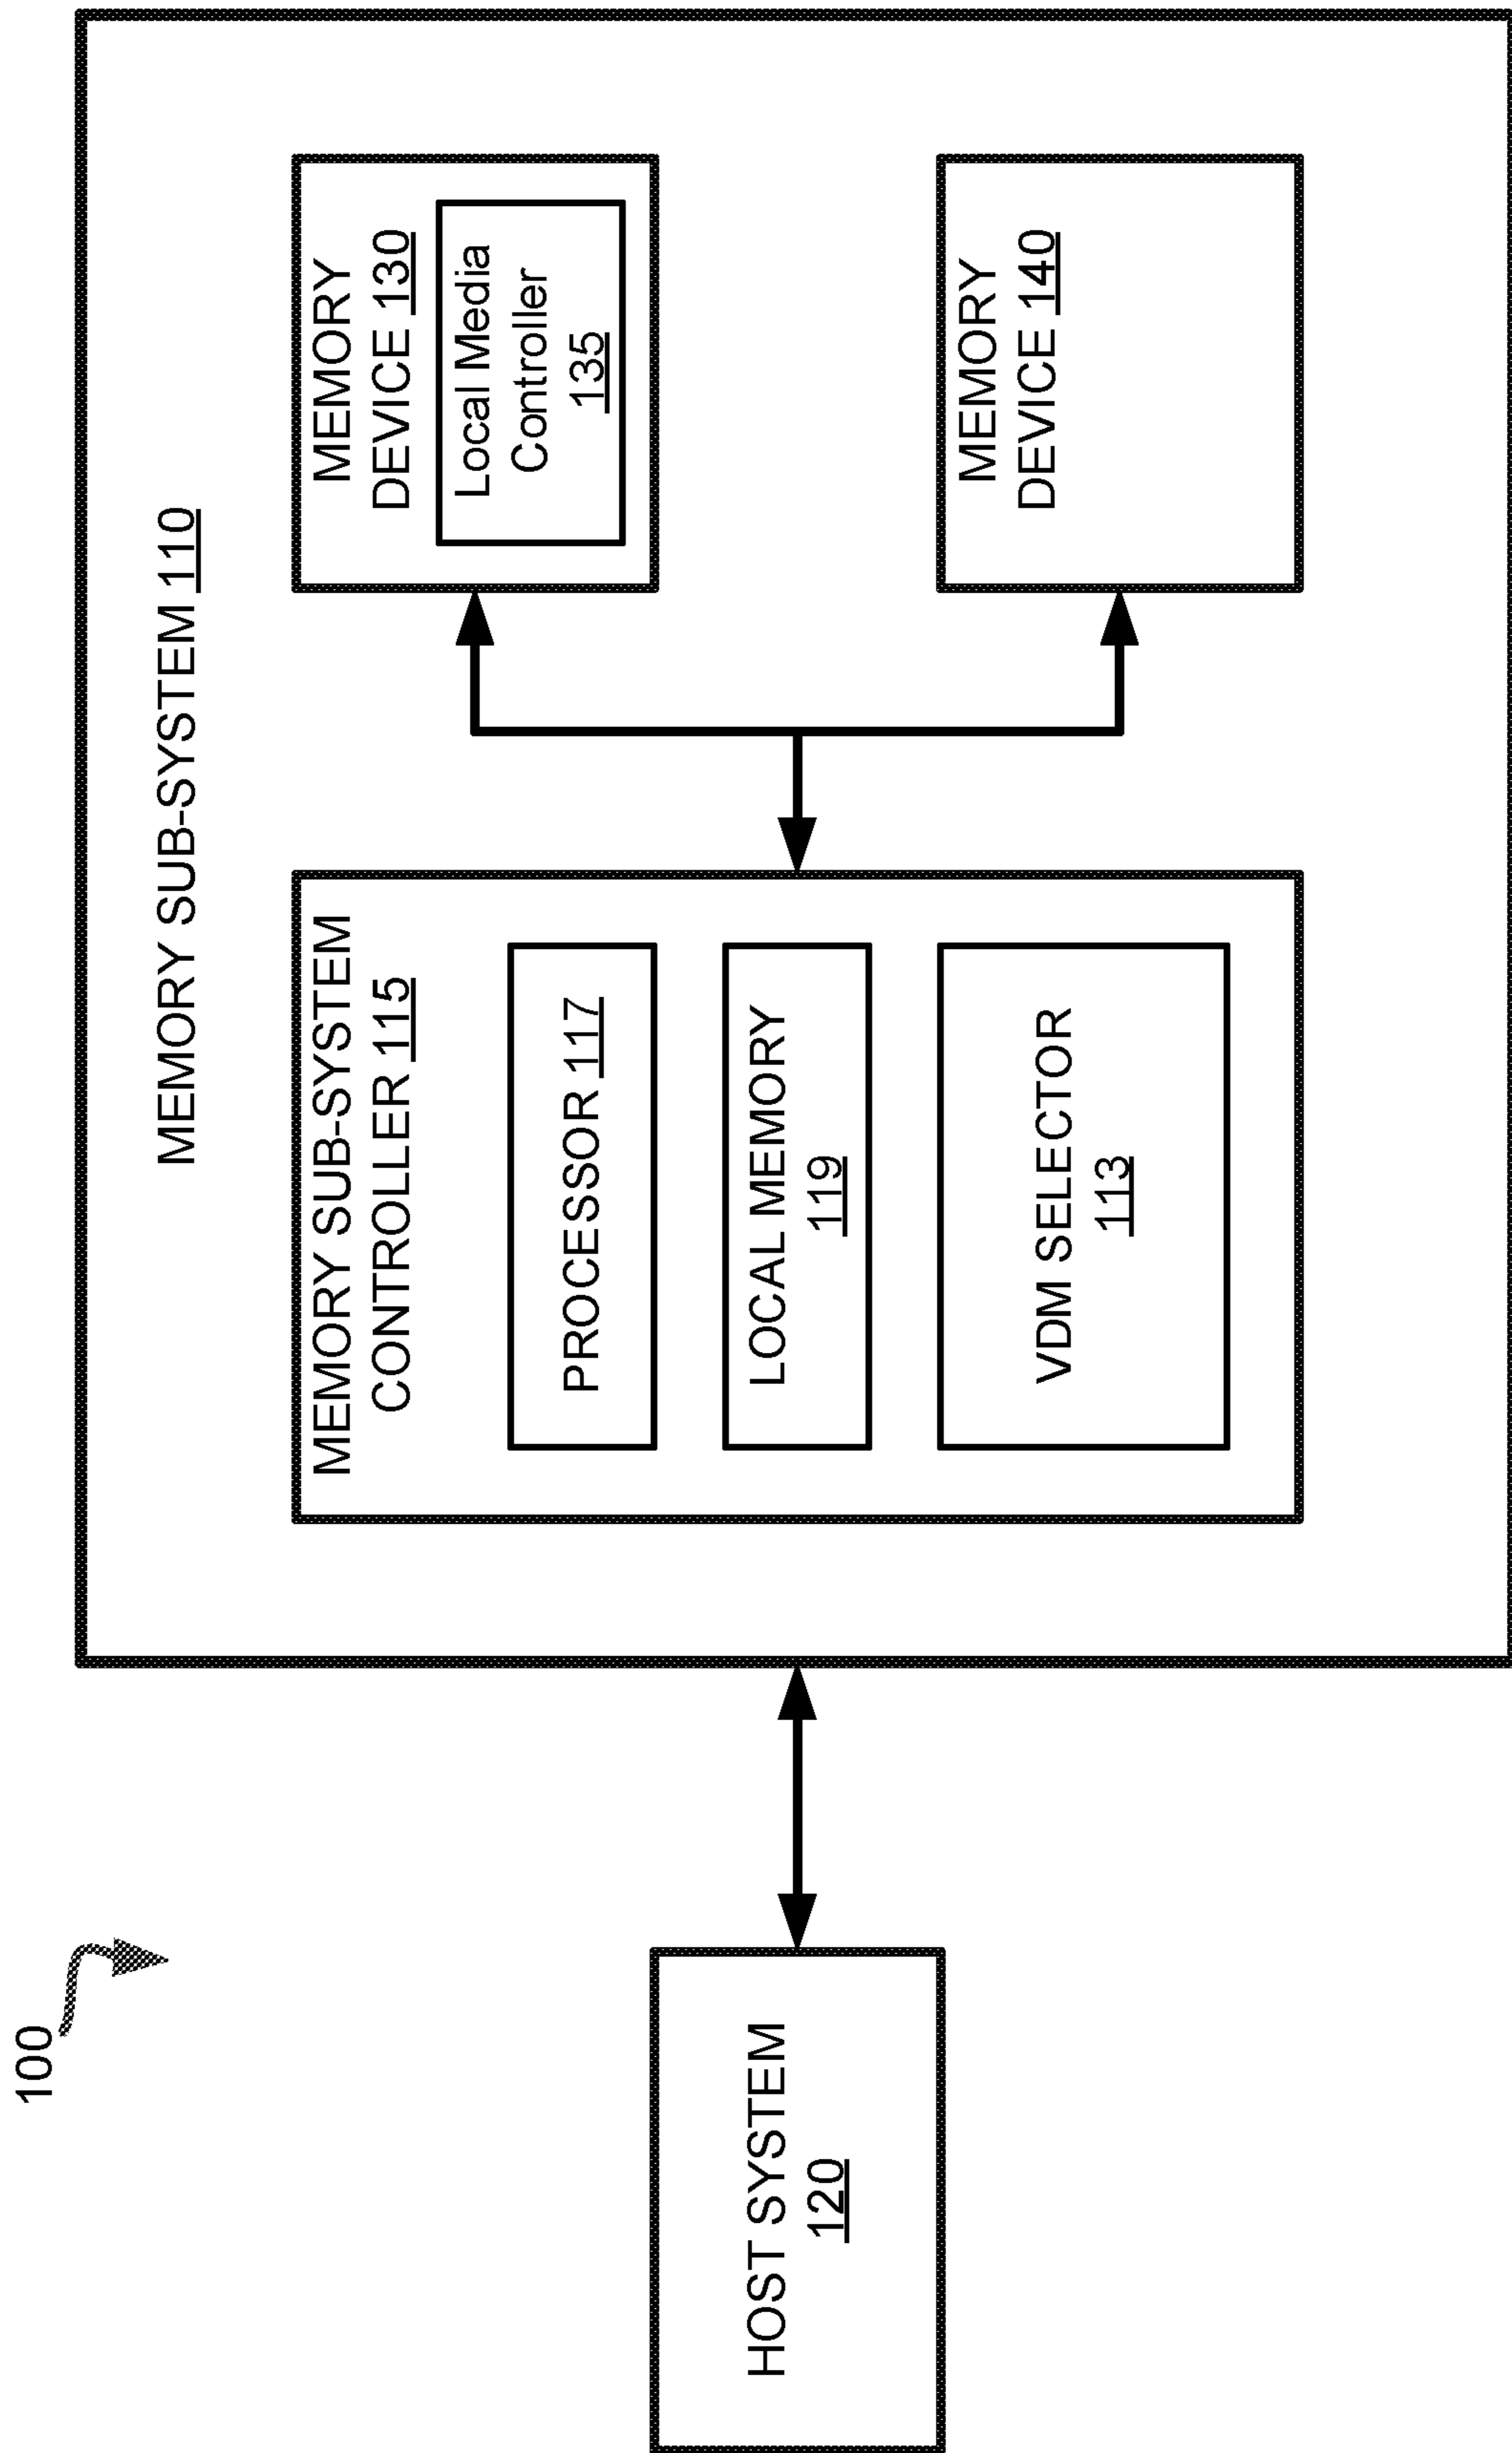 100
MEMORY SUB-SYSTEM 110
HOST SYSTEM
120
MEMORY SUB-SYSTEM
CONTROLLER 115
PROCESSOR 117
LOCAL MEMORY
119
VDM SELECTOR
113
MEMORY
DEVICE 130
Local Media
Controller
135
MEMORY
DEVICE 140